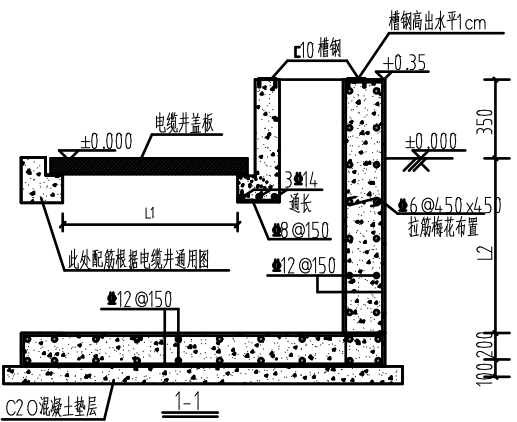 槽钢高出水平1cm
⊏10 槽钢
+0.35
电缆井盖板
±0.000
350
±0.000
3⌽14
通长
L1
⌽8@150
⌽6@450x450
拉筋梅花布置
此处配筋根据电缆井通用图
⌽12@150
L2
⌽12@150
200
100
C20混凝土垫层
1-1